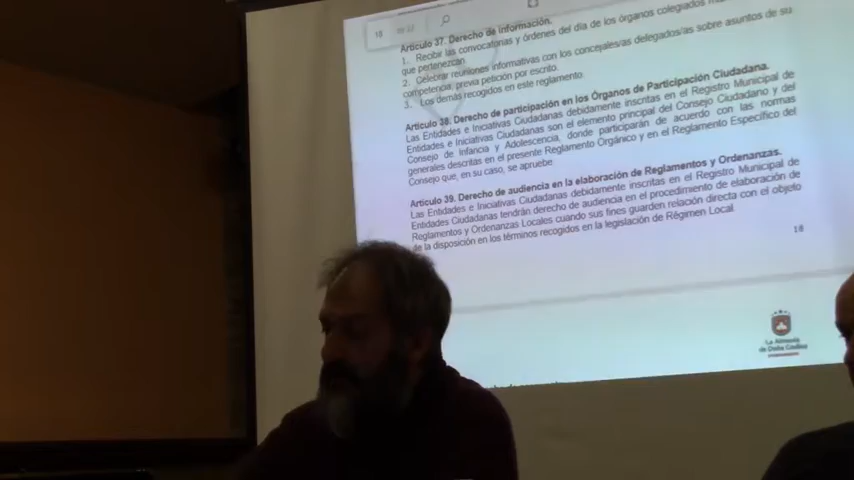 18
Artículo 37. Derecho de información.
1. Recibir las convocatorias y órdenes del día de los órganos colegiados
que pertenezcan.
2. Celebrar reuniones informativas con los concejales/as delegados/as sobre asuntos de su
competencia, previa petición por escrito.
3. Los demás recogidos en este reglamento.
Artículo 38. Derecho de participación en los Órganos de Participación Ciudadana.
Las Entidades e Iniciativas Ciudadanas debidamente inscritas en el Registro Municipal de
Entidades e Iniciativas Ciudadanas son el elemento principal del Consejo Ciudadano y del
Consejo de Infancia y Adolescencia, donde participarán de acuerdo con las normas
generales descritas en el presente Reglamento Orgánico y en el Reglamento Específico del
Consejo que, en su caso, se apruebe.
Artículo 39. Derecho de audiencia en la elaboración de Reglamentos y Ordenanzas.
Las Entidades e Iniciativas Ciudadanas debidamente inscritas en el Registro Municipal de
Entidades Ciudadanas tendrán derecho de audiencia en el procedimiento de elaboración de
Reglamentos y Ordenanzas Locales cuando sus fines guarden relación directa con el objeto
de la disposición en los términos recogidos en la legislación de Régimen Local.
18
La Almunia
de Doña Godina